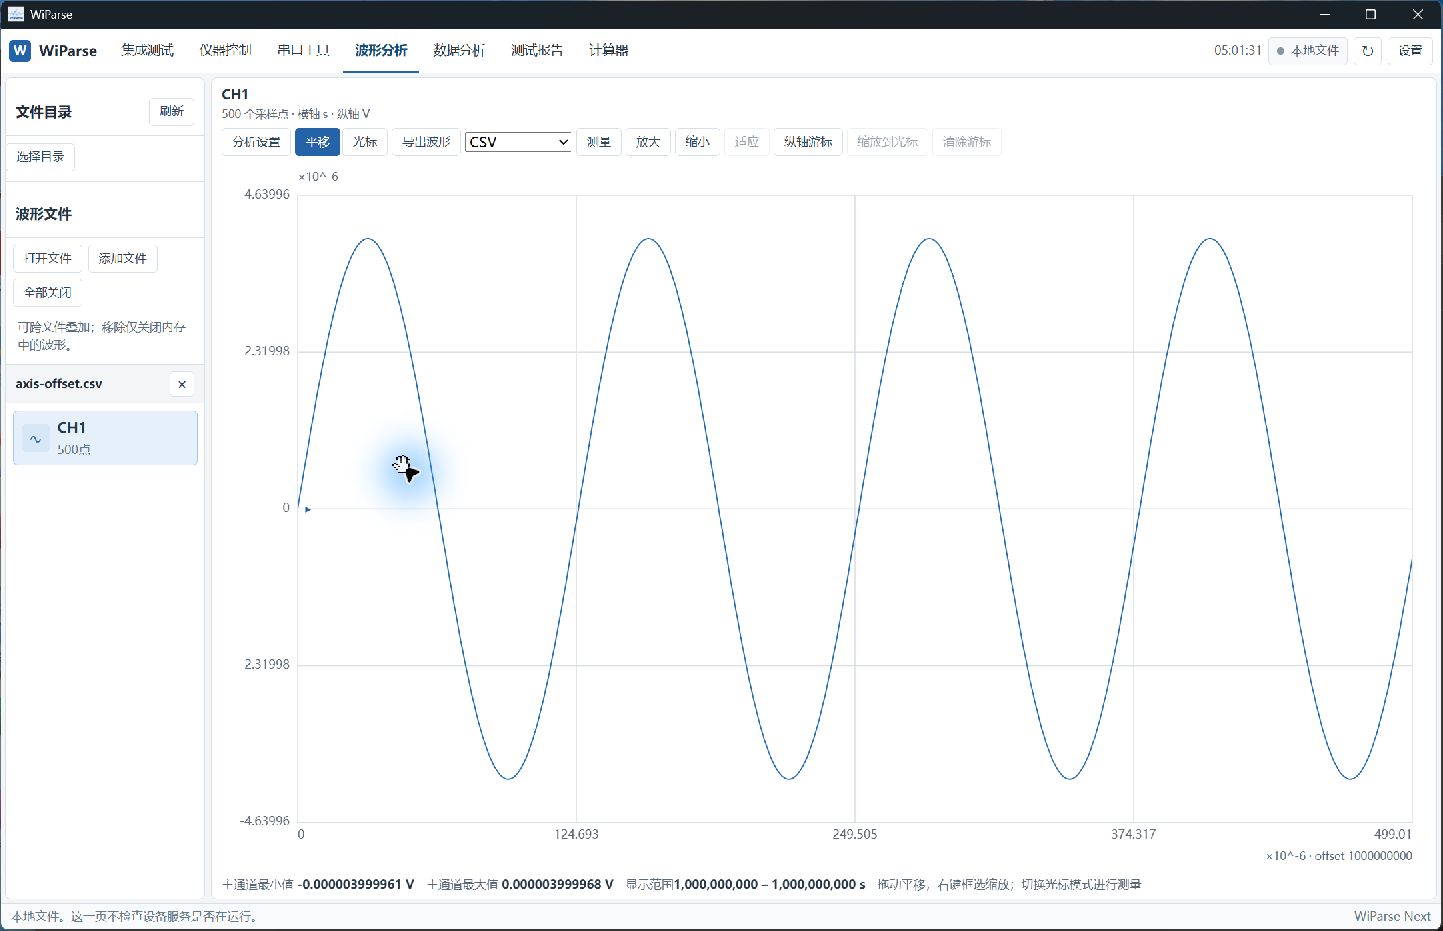 WiParse
W WiParse 集成测试 仪器控制 串口工具 波形分析 数据分析 测试报告 计算器 05:01:31 本地文件 ↻ 设置
文件目录 刷新
选择目录
波形文件
打开文件 添加文件
全部关闭
可跨文件叠加；移除仅关闭内存
中的波形。
axis-offset.csv ×
CH1
500点
CH1
500 个采样点 · 横轴 s · 纵轴 V
分析设置 平移 光标 导出波形 CSV 测量 放大 缩小 适应 纵轴游标 缩放到光标 清除游标
×10^-6
4.63996
2.31998
0
2.31998
-4.63996
0 124.693 249.505 374.317 499.01
×10^-6 · offset 1000000000
主通道最小值 -0.000003999961 V 主通道最大值 0.000003999968 V 显示范围1,000,000,000 – 1,000,000,000 s 拖动平移，右键框选缩放；切换光标模式进行测量
本地文件。这一页不检查设备服务是否在运行。 WiParse Next